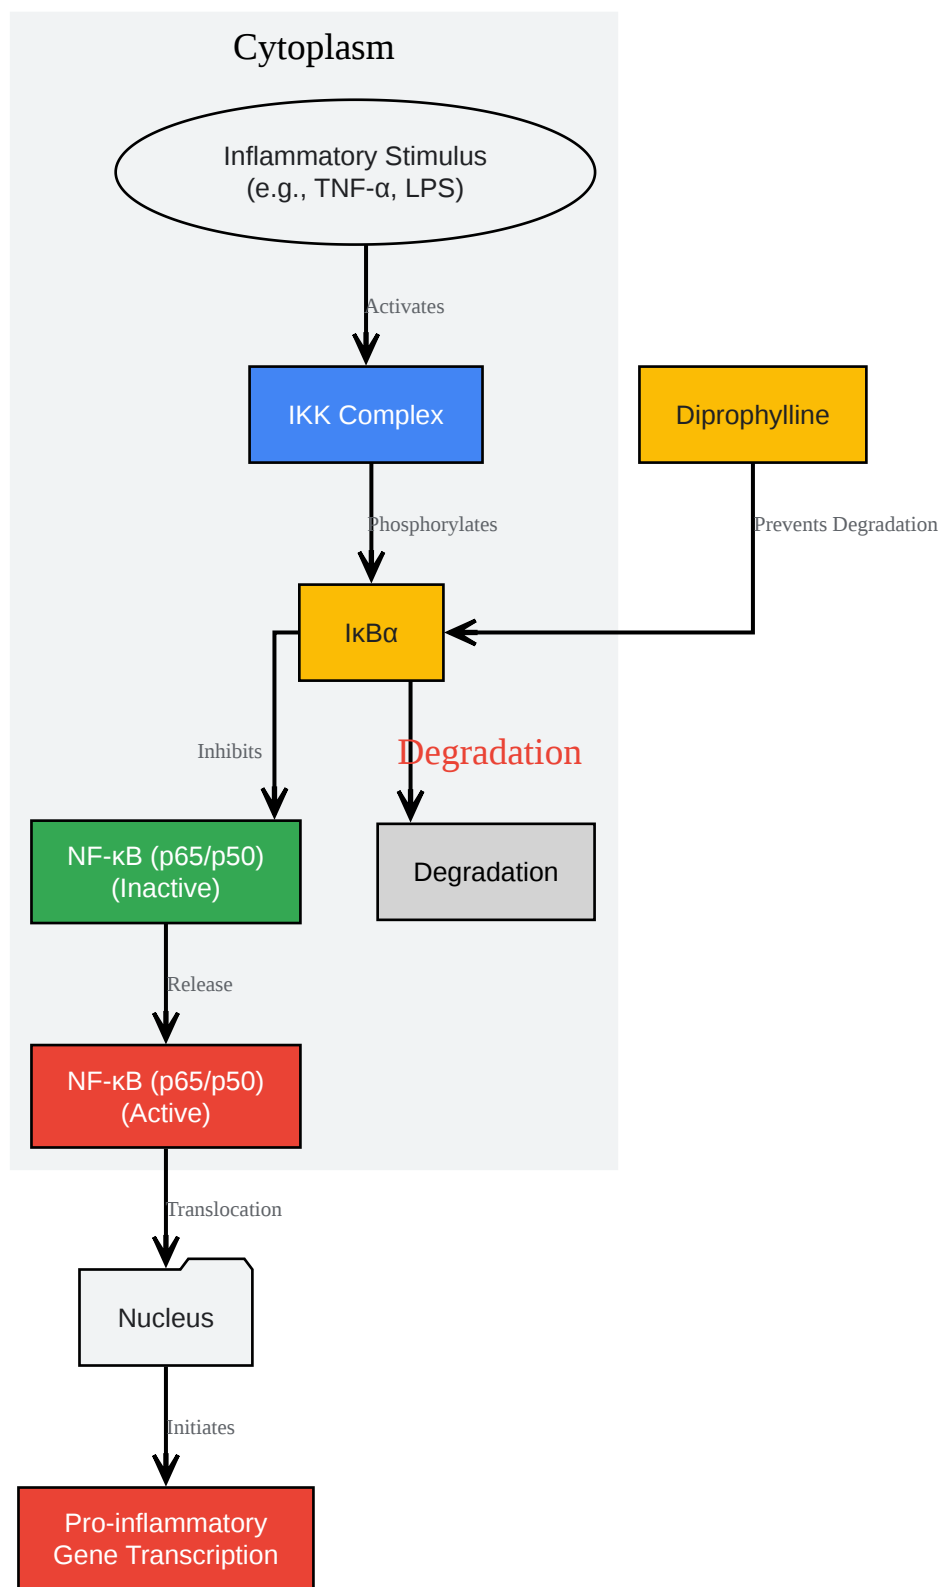 Cytoplasm
Inflammatory Stimulus
(e.g., TNF-α, LPS)
Activates
IKK Complex
Diprophylline
Phosphorylates
Prevents Degradation
IκBα
Inhibits
Degradation
NF-κB (p65/p50)
(Inactive)
Degradation
Release
NF-κB (p65/p50)
(Active)
Translocation
Nucleus
Initiates
Pro-inflammatory
Gene Transcription